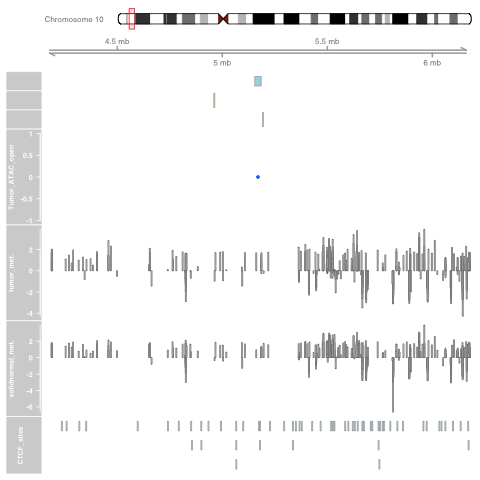 Chromosome 10
4.5 mb
5.5 mb
5 mb
6 mb
Tumor_ATAC_open
1
0.5
0
-0.5
-1
tumor_met.
2
0
-2
-4
solidnormal_met.
2
0
-2
-4
-6
CTCF_sites